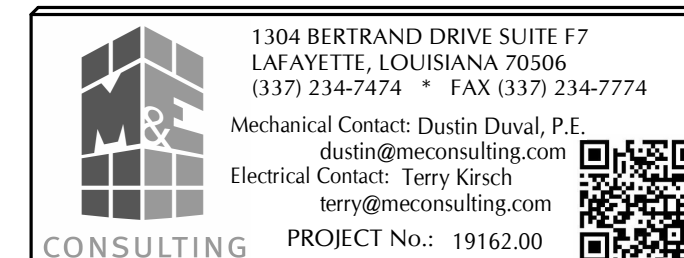 M&E
CONSULTING
1304 BERTRAND DRIVE SUITE F7
LAFAYETTE, LOUISIANA 70506
(337) 234-7474 * FAX (337) 234-7774
Mechanical Contact: Dustin Duval, P.E.
dustin@meconsulting.com
Electrical Contact: Terry Kirsch
terry@meconsulting.com
PROJECT No.: 19162.00